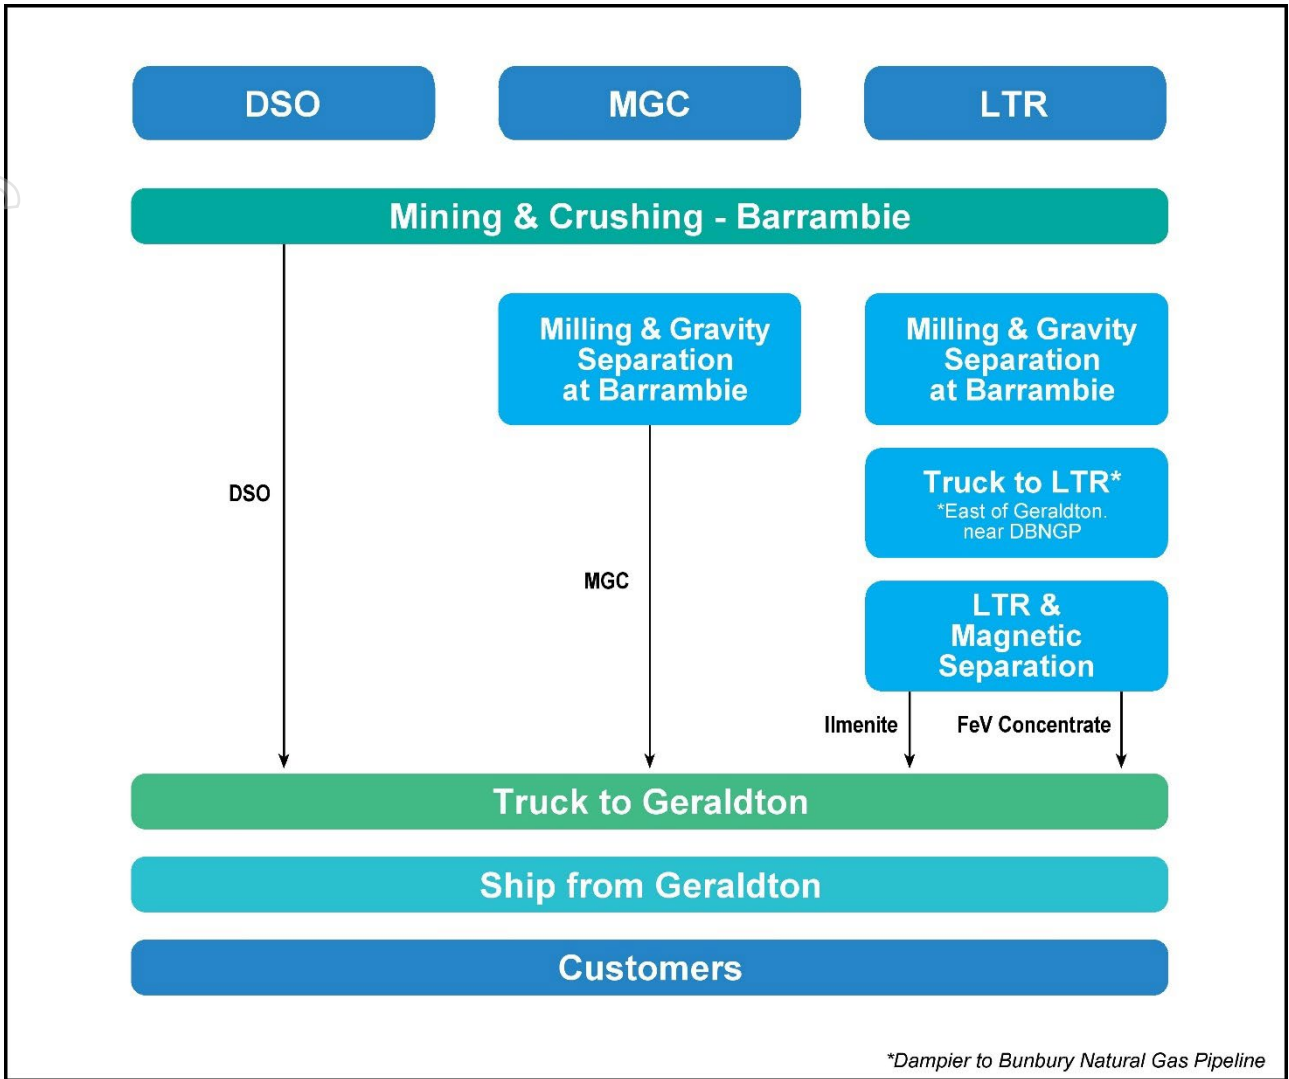 DSO
MGC
LTR
Mining & Crushing - Barrambie
Milling & Gravity
Separation
at Barrambie
Milling & Gravity
Separation
at Barrambie
Truck to LTR*
*East of Geraldton.
near DBNGP
DSO
MGC
LTR &
Magnetic
Separation
Ilmenite
FeV Concentrate
Truck to Geraldton
Ship from Geraldton
Customers
*Dampier to Bunbury Natural Gas Pipeline